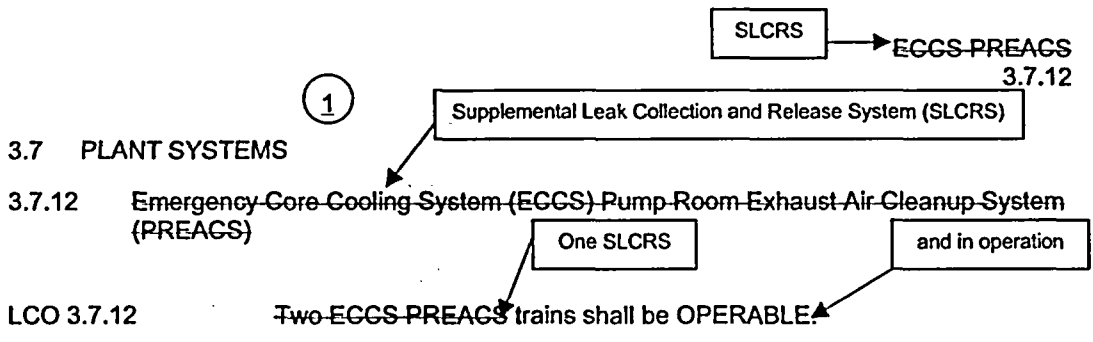 SLCRS
ECCS PREACS
3.7.12
1
Supplemental Leak Collection and Release System (SLCRS)
3.7 PLANT SYSTEMS
3.7.12 Emergency Core Cooling System (ECCS) Pump Room Exhaust Air Cleanup System
(PREACS)
One SLCRS
and in operation
LCO 3.7.12 Two ECCS PREACS trains shall be OPERABLE.